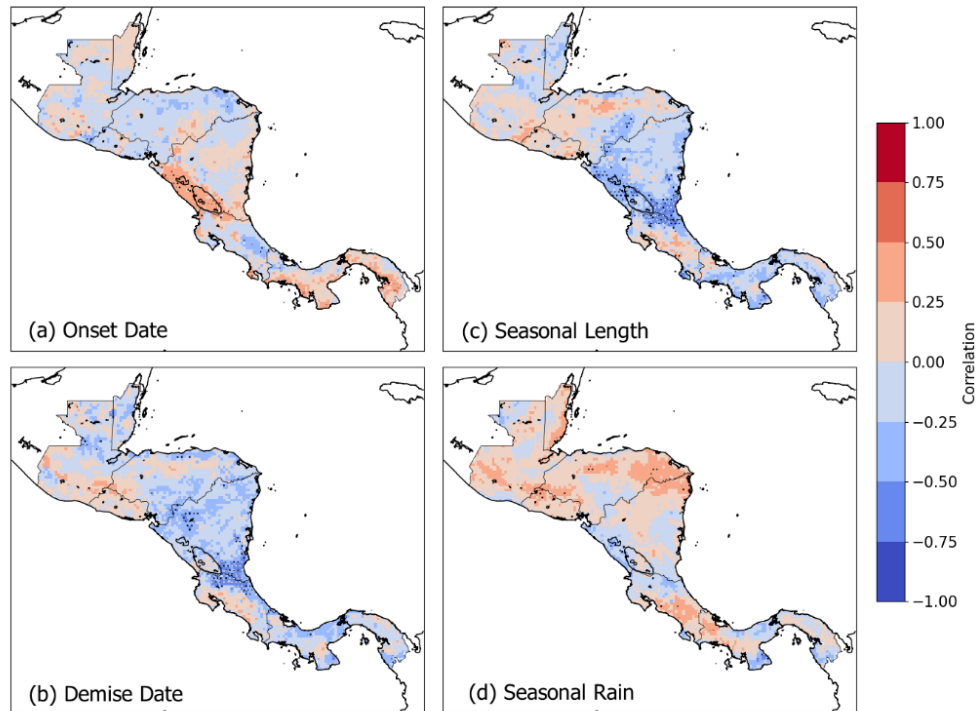 (a) Onset Date
(c) Seasonal Length
(b) Demise Date
(d) Seasonal Rain
1.00
0.75
0.50
0.25
0.00
−0.25
−0.50
−0.75
−1.00
Correlation